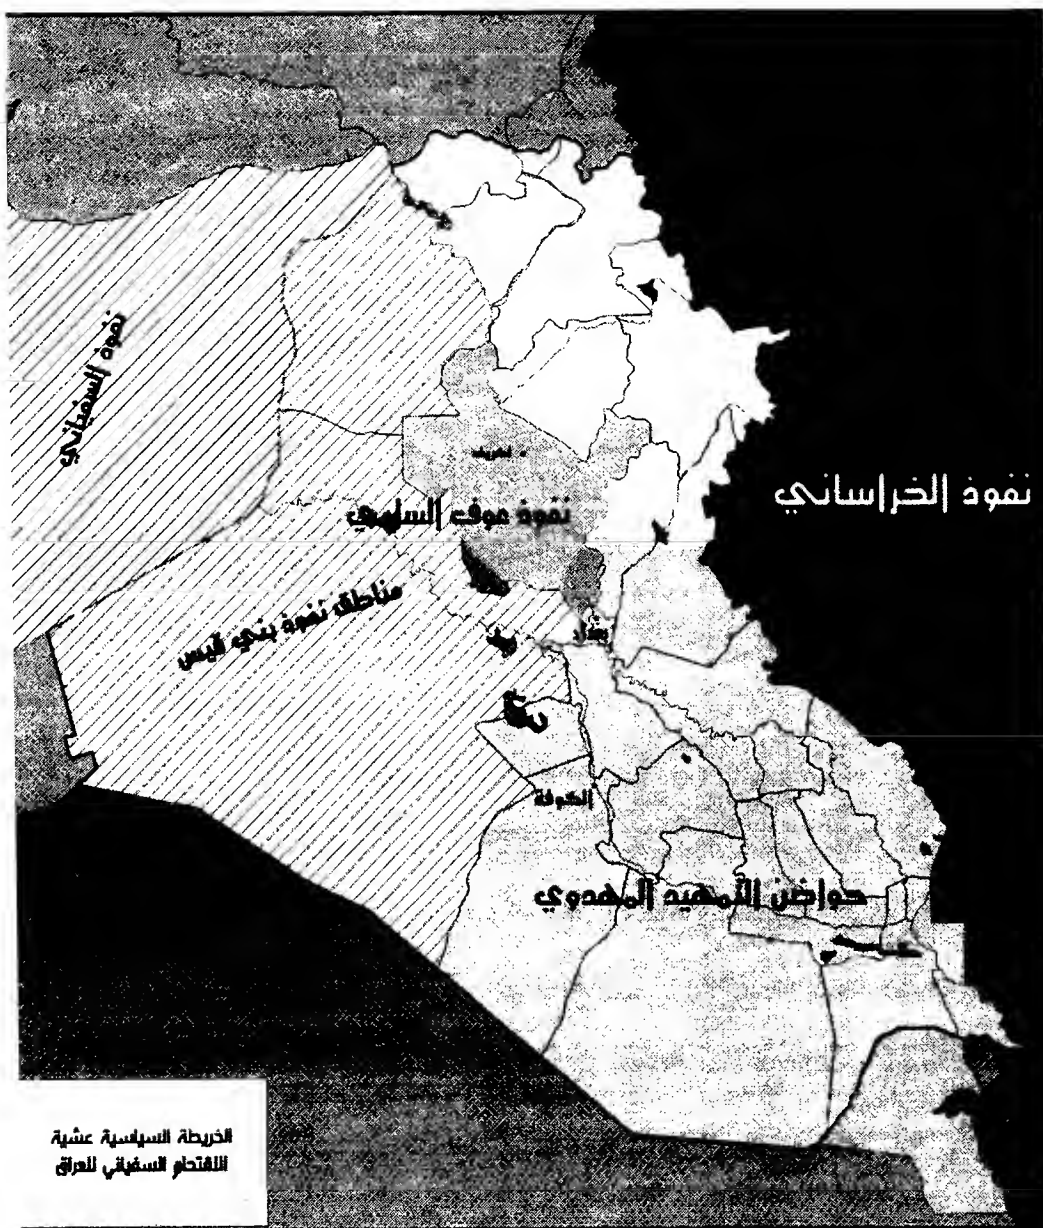 نفوذ السفياني
تكريت
نفوذ الخراساني
نفوذ عوف السلمي
مناطق نفوذ بني قيس
بغداد
الكوفة
حواضن التمهيد المهدوي
الخريطة السياسية عشية
الاقتحام السفياني للعراق